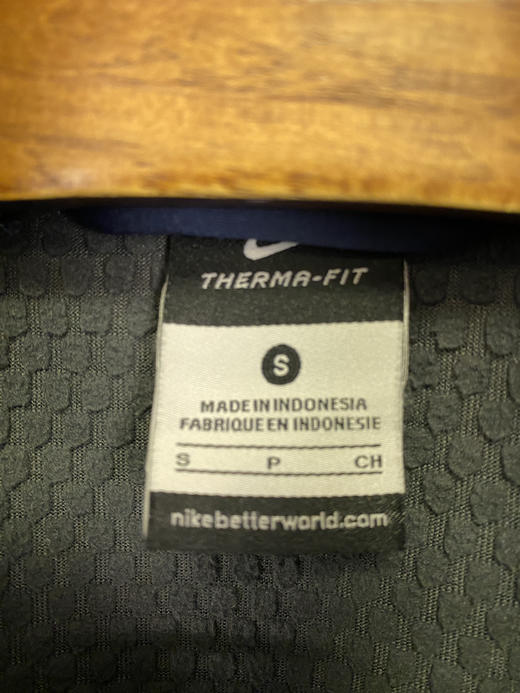 THERMA-FIT
S
MADE IN INDONESIA
FABRIQUE EN INDONESIE
S P CH
nikebetterworld.com